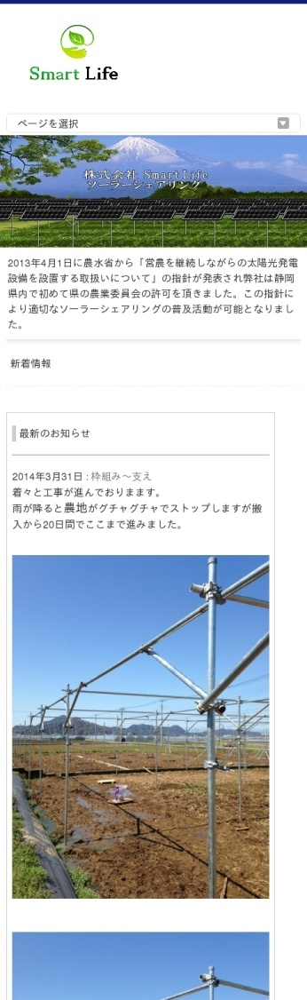 Smart Life
ページを選択
株式会社 Smart Life
ソーラーシェアリング
2013年4月1日に農水省から「営農を継続しながらの太陽光発電
設備を設置する取扱いについて」の指針が発表され弊社は静岡
県内で初めて県の農業委員会の許可を頂きました。この指針に
より適切なソーラーシェアリングの普及活動が可能となりまし
た。
新着情報
最新のお知らせ
2014年3月31日 : 枠組み～支え
着々と工事が進んでおりまます。
雨が降ると農地がグチャグチャでストップしますが搬
入から20日間でここまで進みました。